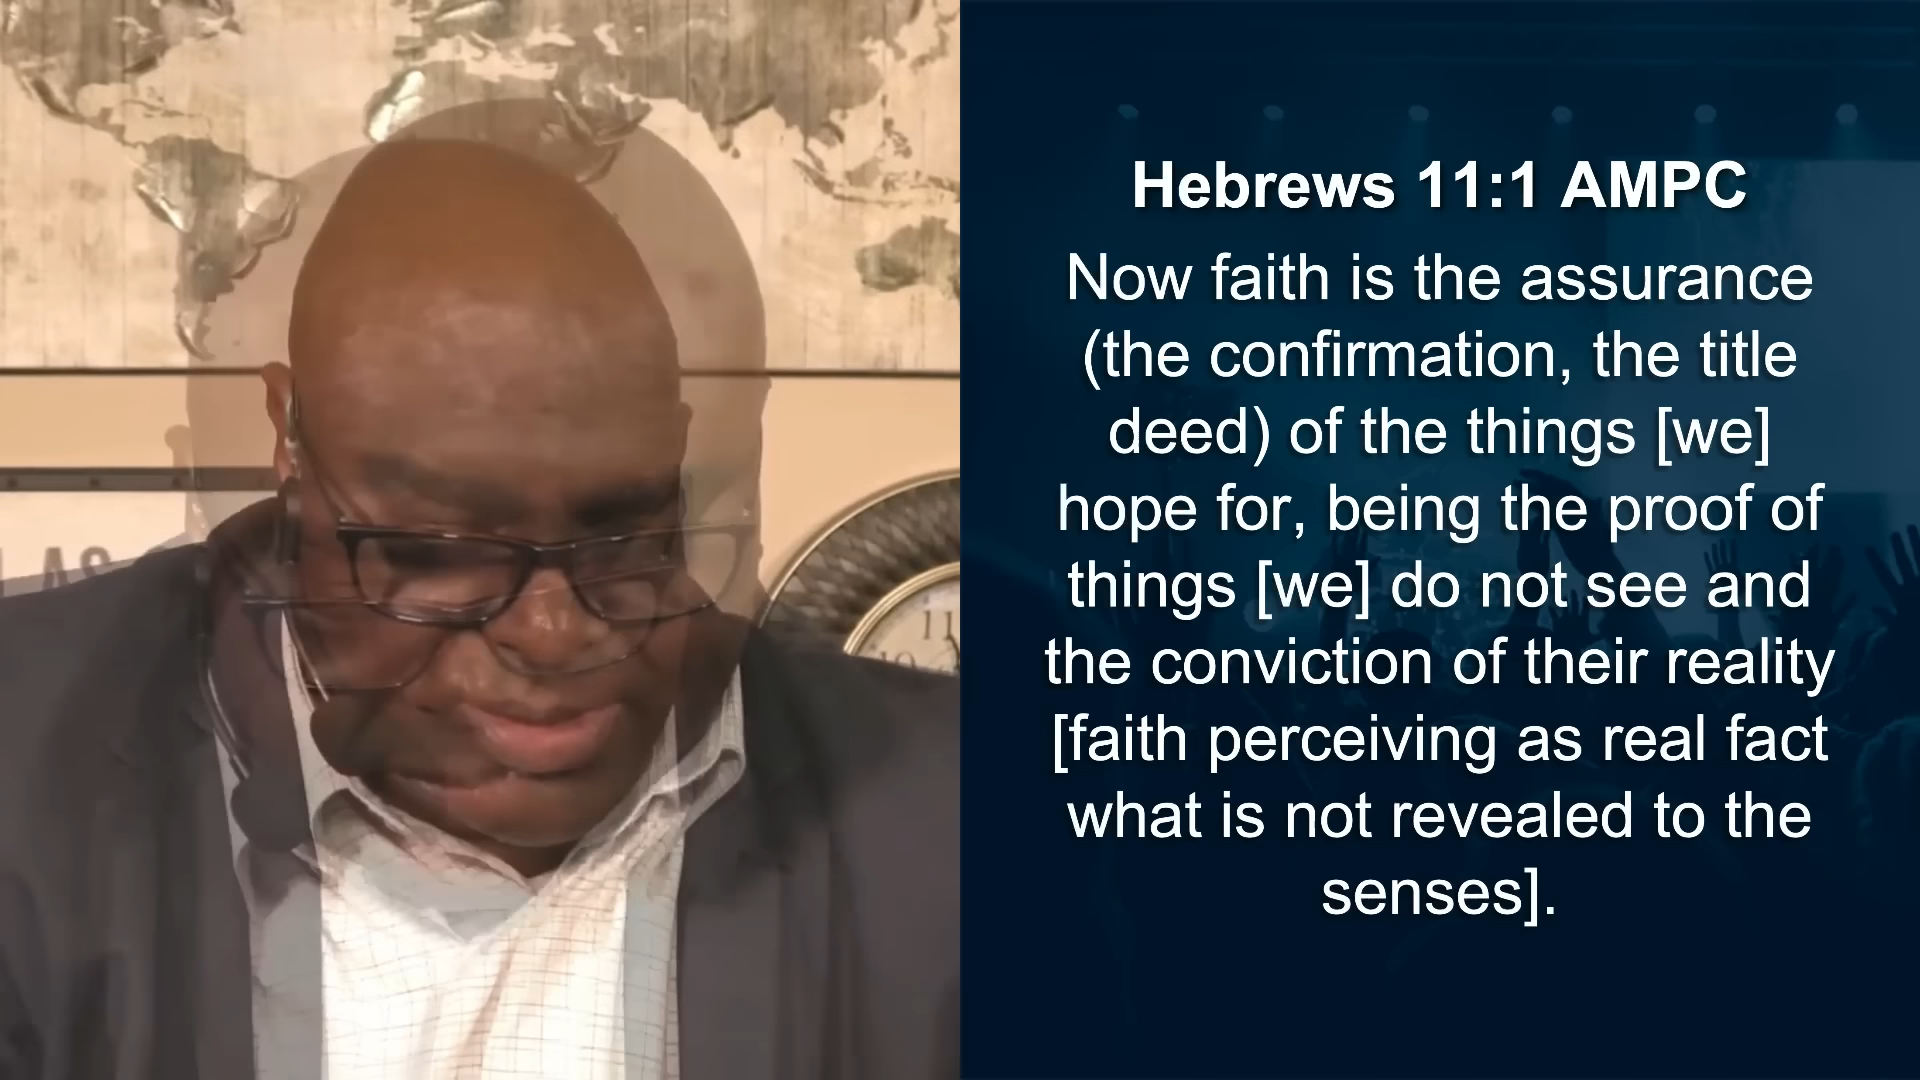 Hebrews 11:1 AMPC
Now faith is the assurance
(the confirmation, the title
deed) of the things [we]
hope for, being the proof of
things [we] do not see and
the conviction of their reality
[faith perceiving as real fact
what is not revealed to the
senses].
11
10